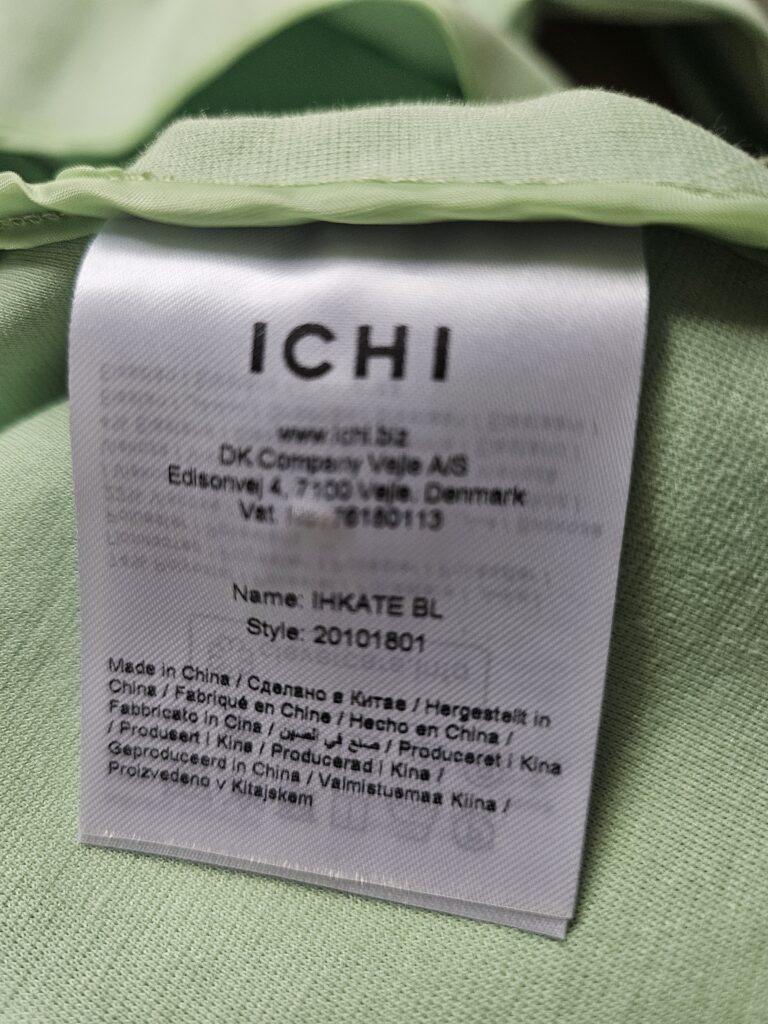 ICHI
www.ichi.biz
DK Company Vejle A/S
Edisonvej 4, 7100 Vejle, Denmark
Vat. 76180113
Name: IHKATE BL
Style: 20101801
Made in China / Сделано в Китае / Hergestellt in
China / Fabriqué en Chine / Hecho en China /
Fabbricato in Cina / صنع في الصين / Produceret i Kina
/ Produsert i Kina / Producerad i Kina /
Geproduceerd in China / Valmistusmaa Kiina /
Proizvedeno v Kitajskem